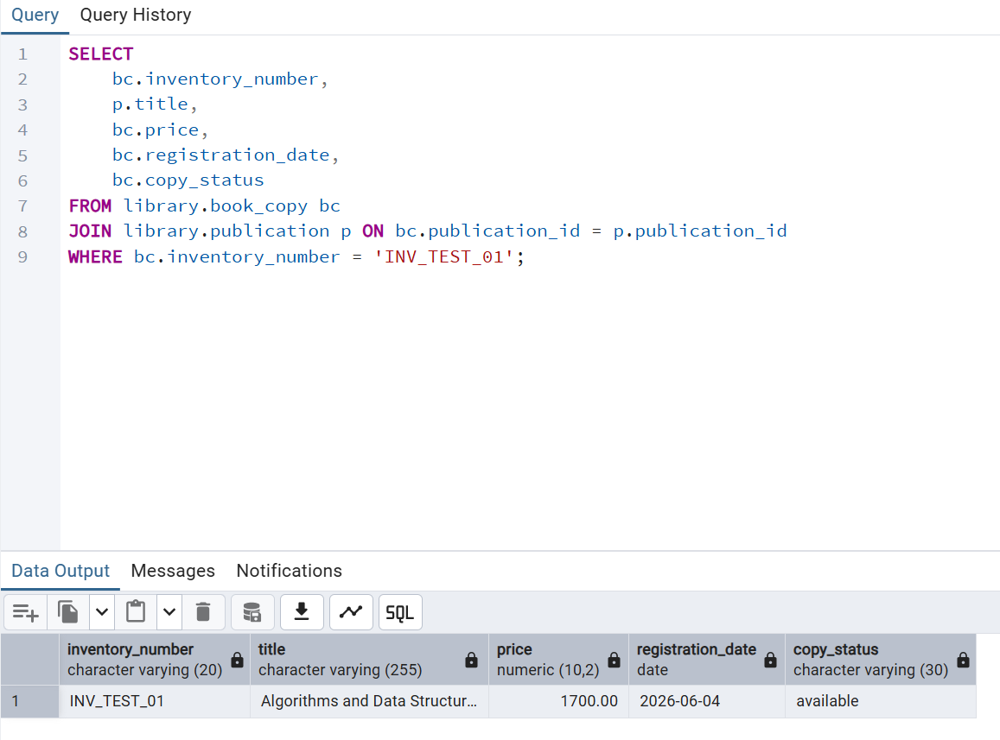 Query Query History
1 SELECT
2 bc.inventory_number,
3 p.title,
4 bc.price,
5 bc.registration_date,
6 bc.copy_status
7 FROM library.book_copy bc
8 JOIN library.publication p ON bc.publication_id = p.publication_id
9 WHERE bc.inventory_number = 'INV_TEST_01';
Data Output Messages Notifications
SQL
inventory_number title price registration_date copy_status
character varying (20) character varying (255) numeric (10,2) date character varying (30)
1 INV_TEST_01 Algorithms and Data Structur... 1700.00 2026-06-04 available